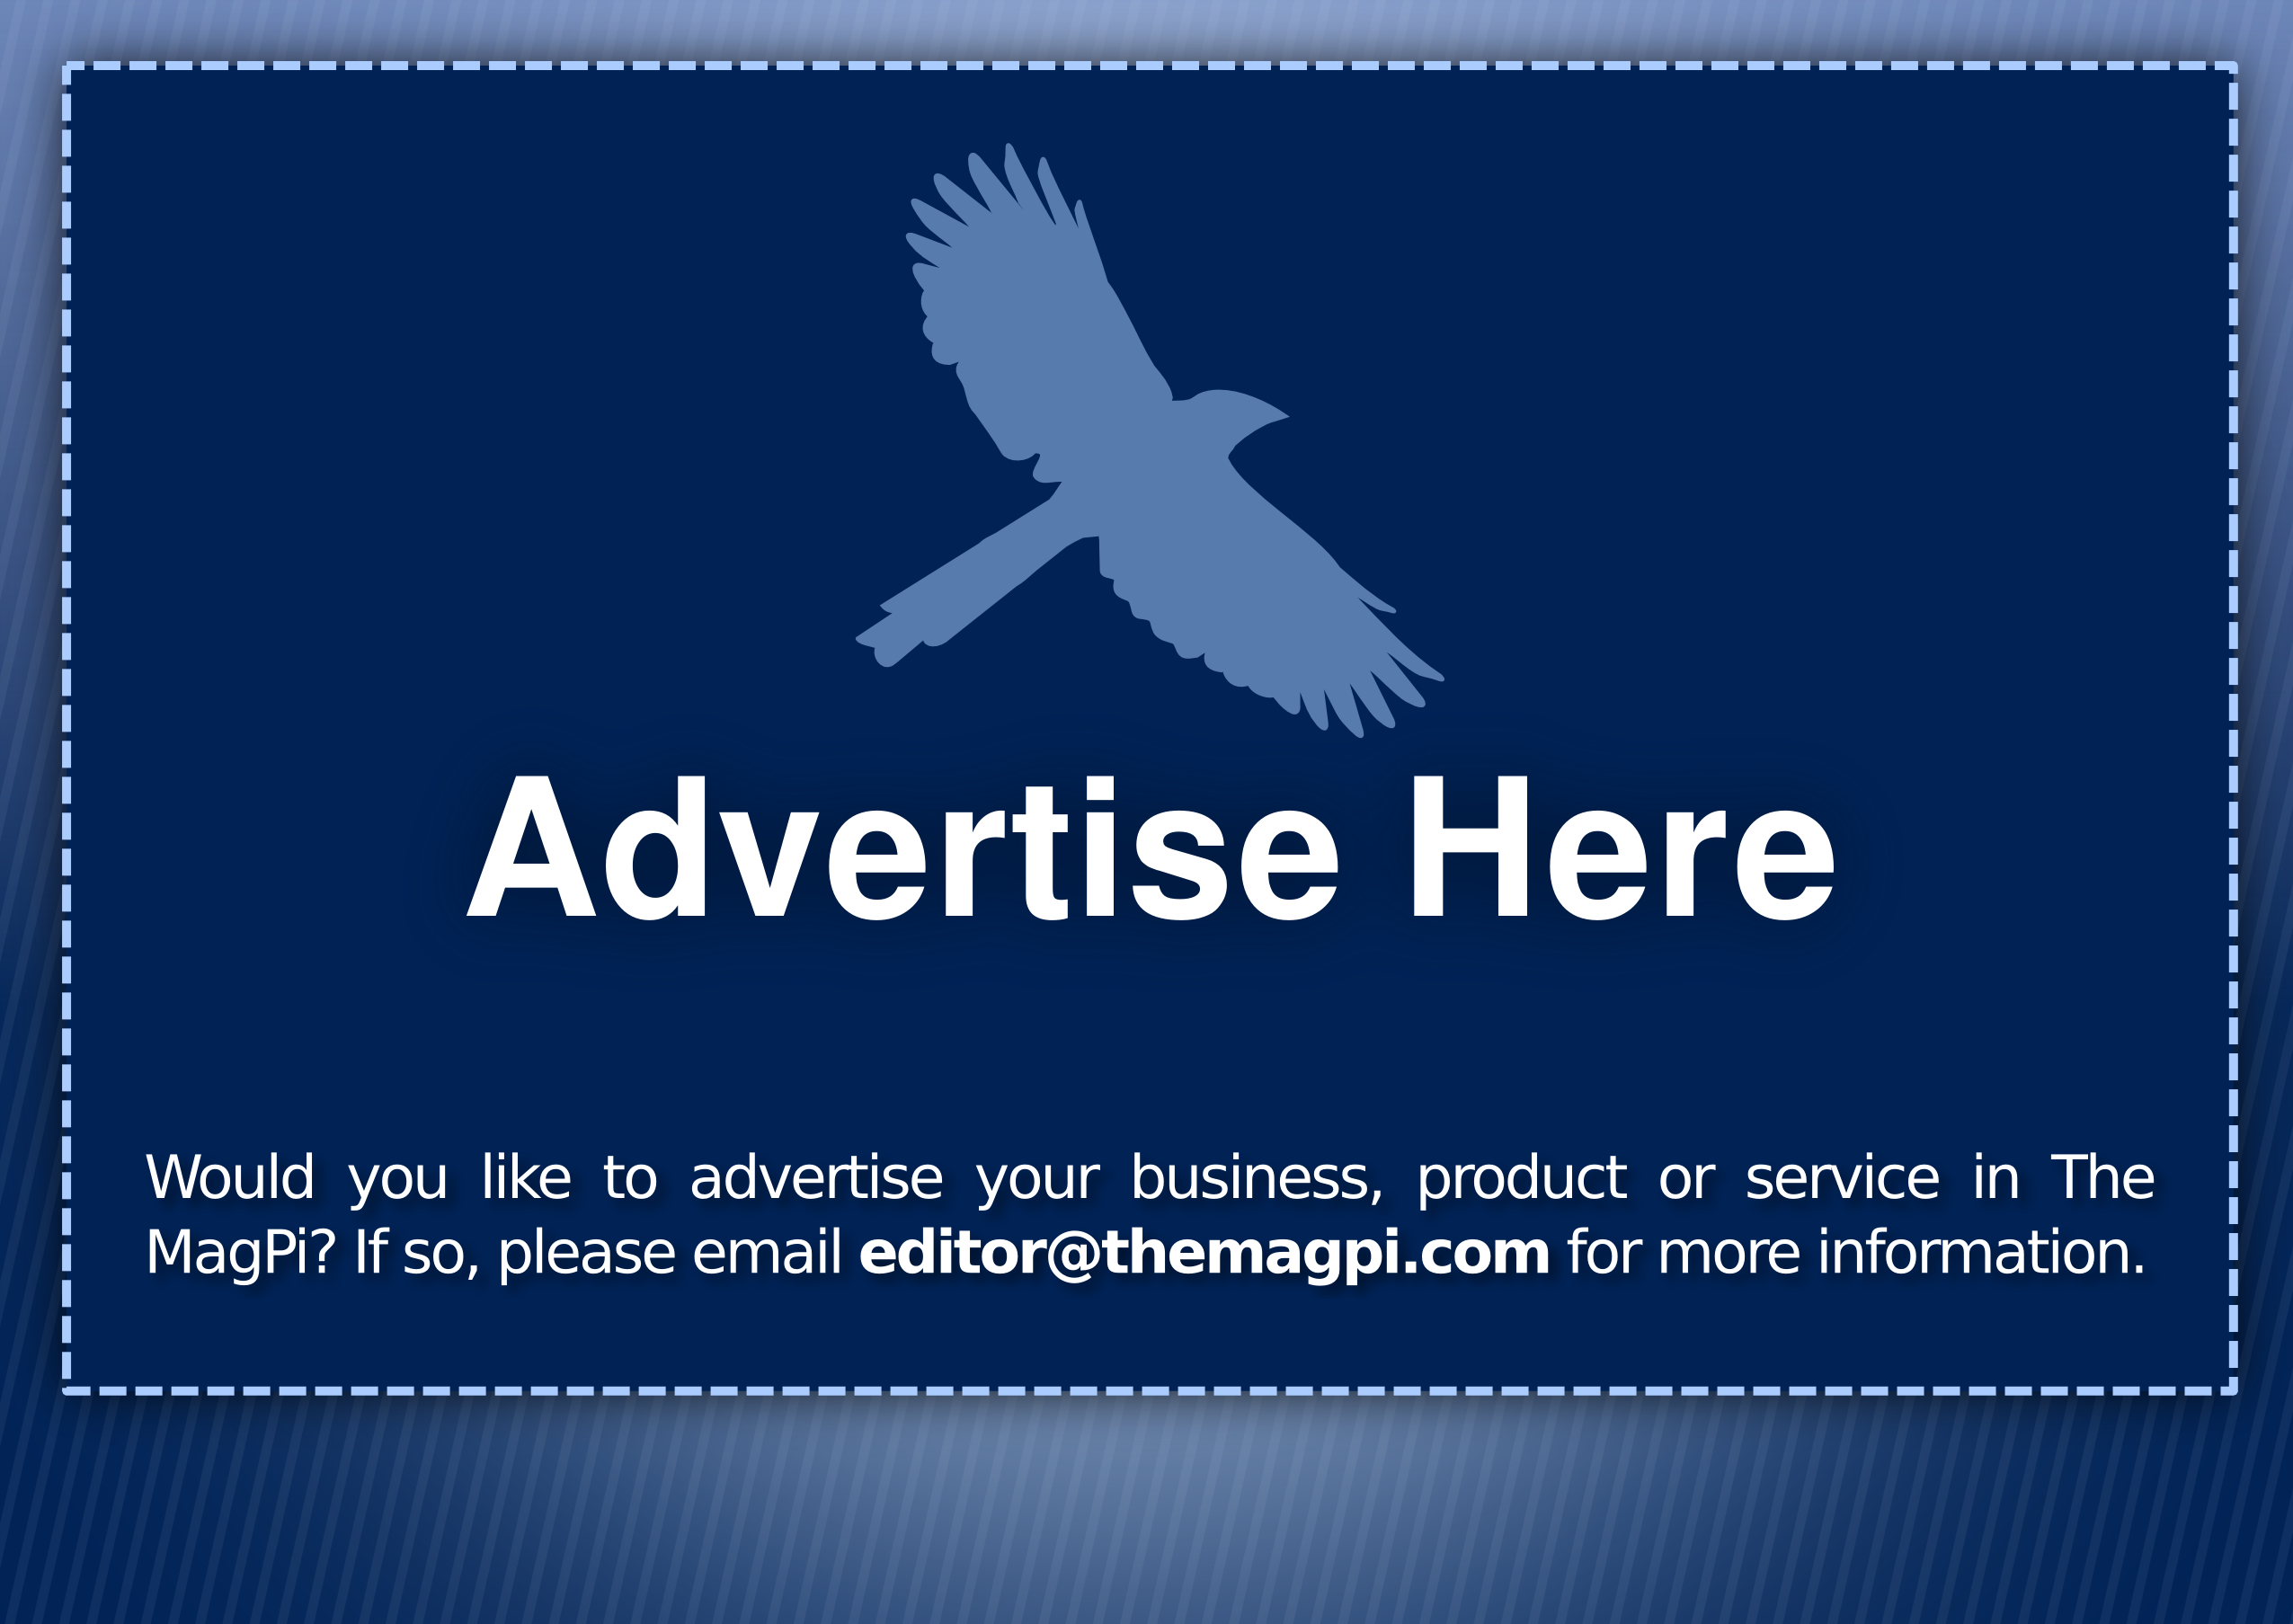 Advertise Here
Would you like to advertise your business, product or service in The
MagPi? If so, please email editor@themagpi.com for more information.